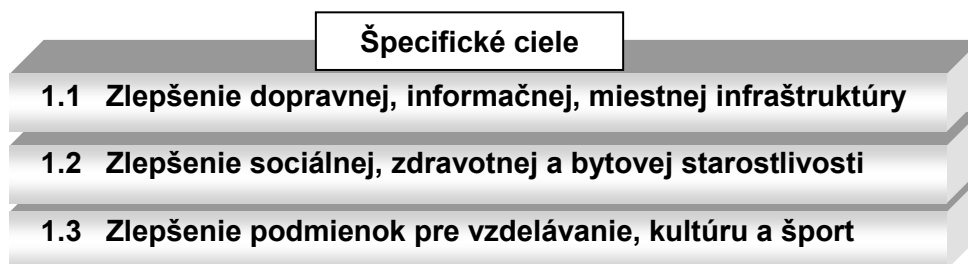 Špecifické ciele
1.1 Zlepšenie dopravnej, informačnej, miestnej infraštruktúry
1.2 Zlepšenie sociálnej, zdravotnej a bytovej starostlivosti
1.3 Zlepšenie podmienok pre vzdelávanie, kultúru a šport